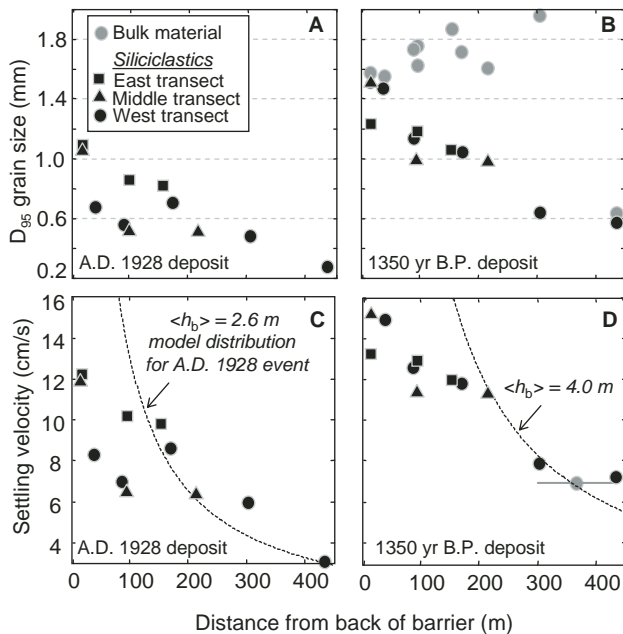 A
B
Bulk material
Siliciclastics
East transect
Middle transect
West transect
1.8
1.4
1.0
0.6
0.2
D95 grain size (mm)
A.D. 1928 deposit
1350 yr B.P. deposit
16
14
12
10
8
6
4
Settling velocity (cm/s)
C
<hb> = 2.6 m
model distribution
for A.D. 1928 event
A.D. 1928 deposit
D
<hb> = 4.0 m
1350 yr B.P. deposit
0 100 200 300 400
0 100 200 300 400
Distance from back of barrier (m)